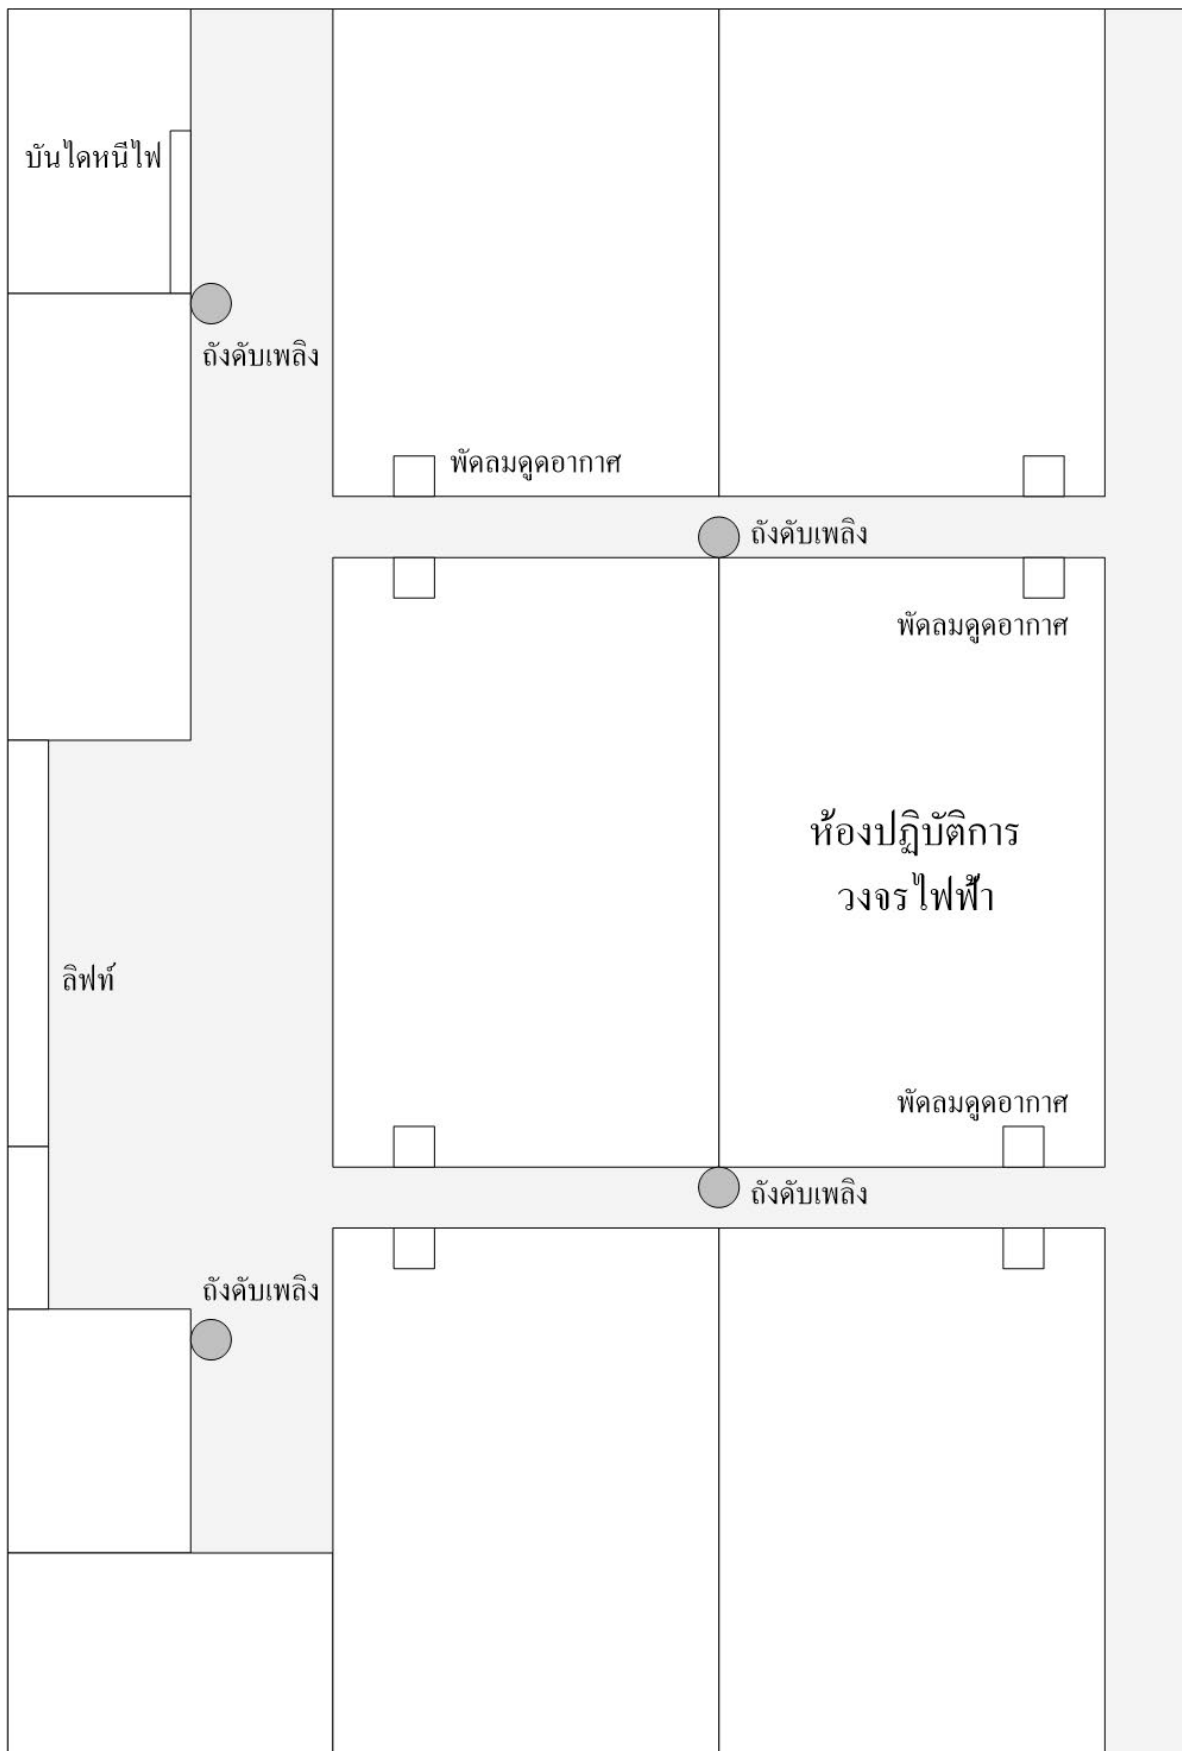 บันไดหนีไฟ
ถังดับเพลิง
พัดลมดูดอากาศ
ถังดับเพลิง
พัดลมดูดอากาศ
ห้องปฏิบัติการ
วงจรไฟฟ้า
ลิฟท์
พัดลมดูดอากาศ
ถังดับเพลิง
ถังดับเพลิง